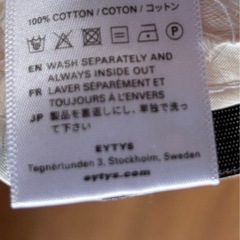 100% COTTON / COTON / コットン
EN WASH SEPARATELY AND
ALWAYS INSIDE OUT
FR LAVER SÉPARÉMENT ET
TOUJOURS À L'ENVERS
JP 製品を裏返しにし、単独で洗っ
て下さい
EYTYS
Tegnérlunden 3, Stockholm, Sweden
eytys.com